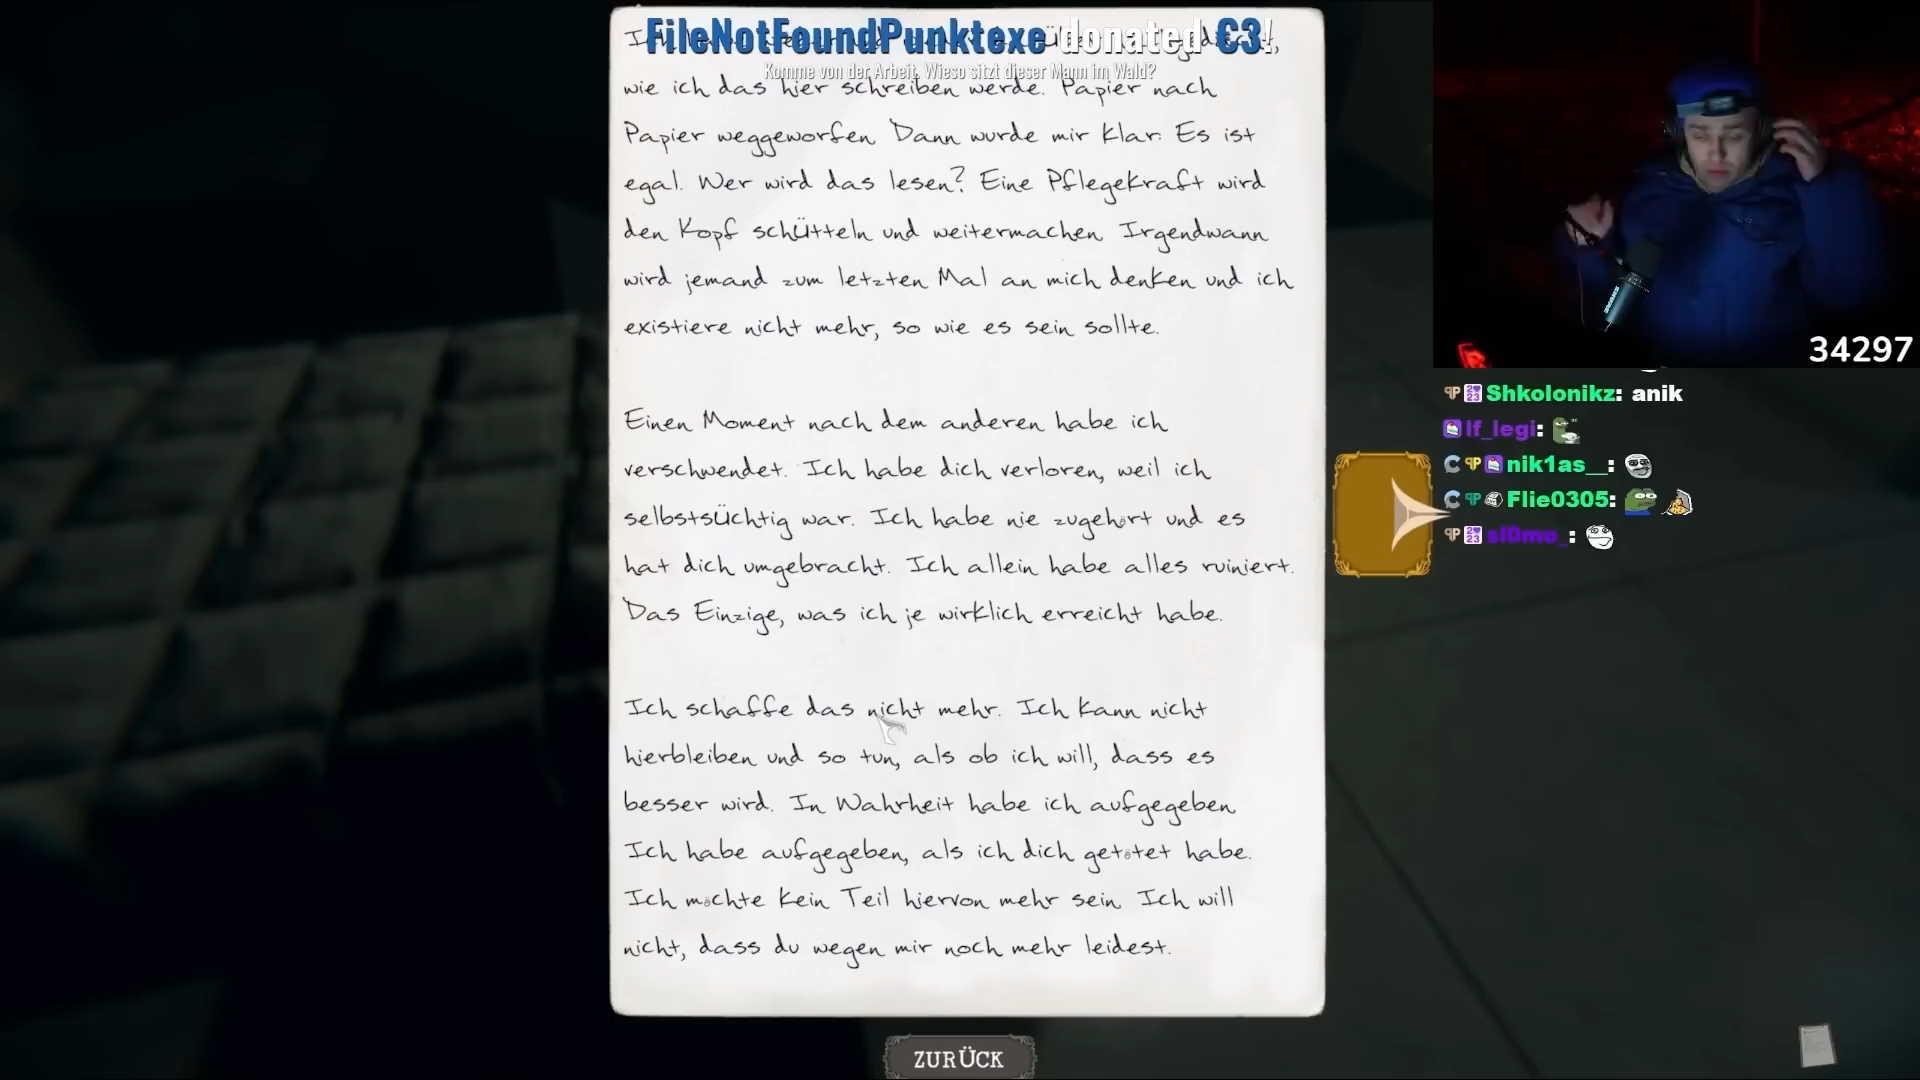 FileNotFoundPunktexe donated €3!
Komme von der Arbeit. Wieso sitzt dieser Mann im Wald?
wie ich das hier schreiben werde. Papier nach
Papier weggeworfen. Dann wurde mir klar: Es ist
egal. Wer wird das lesen? Eine Pflegekraft wird
den Kopf schütteln und weitermachen. Irgendwann
wird jemand zum letzten Mal an mich denken und ich
existiere nicht mehr, so wie es sein sollte.
Einen Moment nach dem anderen habe ich
verschwendet. Ich habe dich verloren, weil ich
selbstsüchtig war. Ich habe nie zugehört und es
hat dich umgebracht. Ich allein habe alles ruiniert.
Das Einzige, was ich je wirklich erreicht habe.
Ich schaffe das nicht mehr. Ich kann nicht
hierbleiben und so tun, als ob ich will, dass es
besser wird. In Wahrheit habe ich aufgegeben.
Ich habe aufgegeben, als ich dich getötet habe.
Ich möchte kein Teil hiervon mehr sein. Ich will
nicht, dass du wegen mir noch mehr leidest.
ZURÜCK
34297
Shkolonikz: anik
lf_legi:
nik1as__:
Flie0305:
sl0mo_: